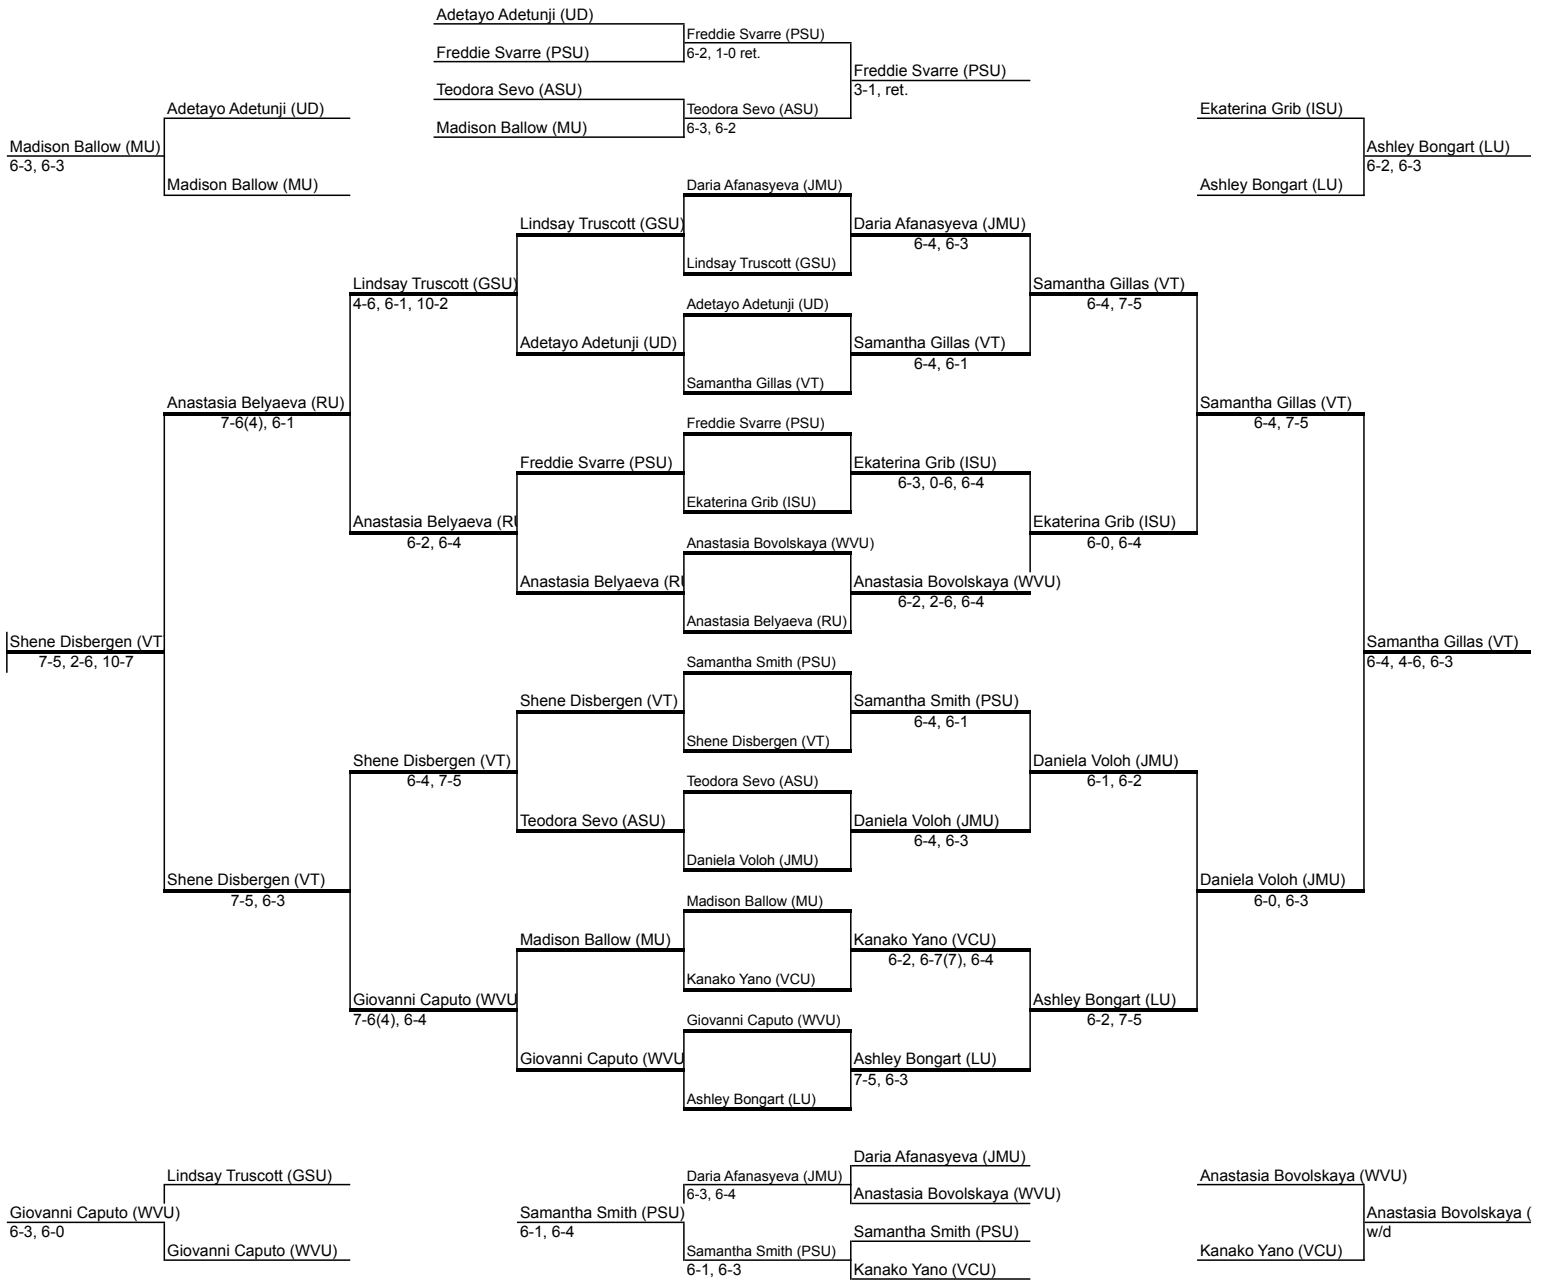 Adetayo Adetunji (UD)
Freddie Svarre (PSU)
Freddie Svarre (PSU)
6-2, 1-0 ret.
Freddie Svarre (PSU)
3-1, ret.
Teodora Sevo (ASU)
Teodora Sevo (ASU)
Madison Ballow (MU)
6-3, 6-2
Adetayo Adetunji (UD)
Madison Ballow (MU)
6-3, 6-3
Madison Ballow (MU)
Ekaterina Grib (ISU)
Ashley Bongart (LU)
6-2, 6-3
Ashley Bongart (LU)
Daria Afanasyeva (JMU)
Lindsay Truscott (GSU)
Daria Afanasyeva (JMU)
6-4, 6-3
Lindsay Truscott (GSU)
Lindsay Truscott (GSU)
4-6, 6-1, 10-2
Samantha Gillas (VT)
6-4, 7-5
Adetayo Adetunji (UD)
Adetayo Adetunji (UD)
Samantha Gillas (VT)
6-4, 6-1
Samantha Gillas (VT)
Anastasia Belyaeva (RU)
7-6(4), 6-1
Samantha Gillas (VT)
6-4, 7-5
Freddie Svarre (PSU)
Freddie Svarre (PSU)
Ekaterina Grib (ISU)
6-3, 0-6, 6-4
Ekaterina Grib (ISU)
Anastasia Belyaeva (RU
6-2, 6-4
Ekaterina Grib (ISU)
6-0, 6-4
Anastasia Bovolskaya (WVU)
Anastasia Belyaeva (RU
Anastasia Bovolskaya (WVU)
6-2, 2-6, 6-4
Anastasia Belyaeva (RU)
Shene Disbergen (VT
7-5, 2-6, 10-7
Samantha Gillas (VT)
6-4, 4-6, 6-3
Samantha Smith (PSU)
Shene Disbergen (VT)
Samantha Smith (PSU)
6-4, 6-1
Shene Disbergen (VT)
Shene Disbergen (VT)
6-4, 7-5
Daniela Voloh (JMU)
6-1, 6-2
Teodora Sevo (ASU)
Teodora Sevo (ASU)
Daniela Voloh (JMU)
6-4, 6-3
Daniela Voloh (JMU)
Shene Disbergen (VT)
7-5, 6-3
Daniela Voloh (JMU)
6-0, 6-3
Madison Ballow (MU)
Madison Ballow (MU)
Kanako Yano (VCU)
6-2, 6-7(7), 6-4
Kanako Yano (VCU)
Giovanni Caputo (WVU
7-6(4), 6-4
Ashley Bongart (LU)
6-2, 7-5
Giovanni Caputo (WVU)
Giovanni Caputo (WVU
Ashley Bongart (LU)
7-5, 6-3
Ashley Bongart (LU)
Lindsay Truscott (GSU)
Giovanni Caputo (WVU)
6-3, 6-0
Giovanni Caputo (WVU)
Daria Afanasyeva (JMU)
Daria Afanasyeva (JMU)
6-3, 6-4
Anastasia Bovolskaya (WVU)
Samantha Smith (PSU)
6-1, 6-4
Samantha Smith (PSU)
Samantha Smith (PSU)
6-1, 6-3
Kanako Yano (VCU)
Anastasia Bovolskaya (WVU)
Anastasia Bovolskaya (
w/d
Kanako Yano (VCU)